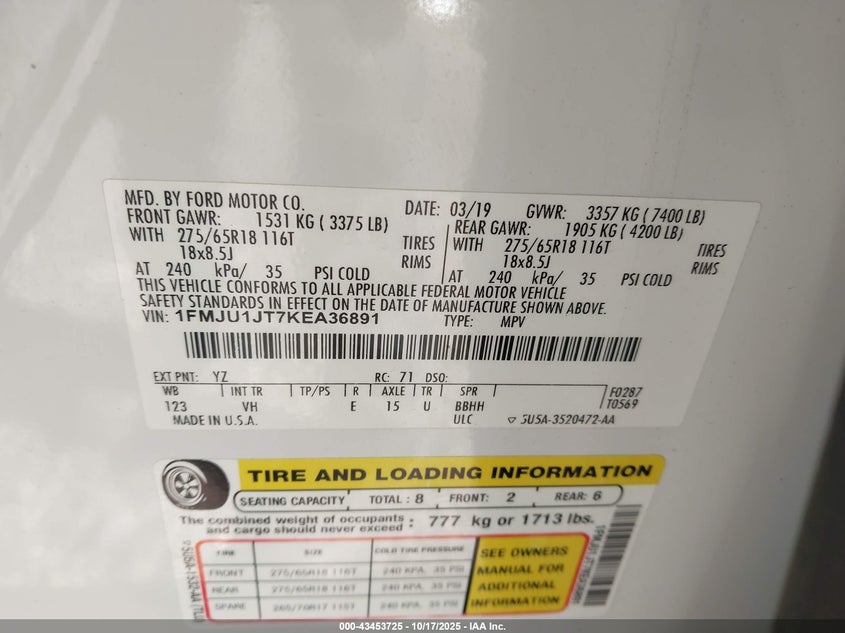 MFD. BY FORD MOTOR CO. DATE: 03/19 GVWR: 3357 KG ( 7400 LB)
FRONT GAWR: 1531 KG ( 3375 LB) REAR GAWR: 1905 KG ( 4200 LB)
WITH 275/65R18 116T TIRES WITH 275/65R18 116T TIRES
18x8.5J RIMS 18x8.5J RIMS
AT 240 kPa/ 35 PSI COLD AT 240 kPa/ 35 PSI COLD
THIS VEHICLE CONFORMS TO ALL APPLICABLE FEDERAL MOTOR VEHICLE
SAFETY STANDARDS IN EFFECT ON THE DATE OF MANUFACTURE SHOWN ABOVE.
VIN: 1FMJU1JT7KEA36891 TYPE: MPV
EXT PNT: YZ RC: 71 DSO:
WB INT TR TP/PS R AXLE TR SPR F0287
123 VH E 15 U BBHH T0569
MADE IN U.S.A. ULC 5U5A-3520472-AA
TIRE AND LOADING INFORMATION
SEATING CAPACITY TOTAL : 8 FRONT: 2 REAR: 6
The combined weight of occupants and cargo should never exceed : 777 kg or 1713 lbs.
TIRE SIZE COLD TIRE PRESSURE
FRONT 275/65R18 116T 240 KPA, 35 PSI
REAR 275/65R18 116T 240 KPA, 35 PSI
SPARE 265/70R17 115T 240 KPA, 35 PSI
SEE OWNERS
MANUAL FOR
ADDITIONAL
INFORMATION
000-43453725 - 10/17/2025 - IAA Inc.